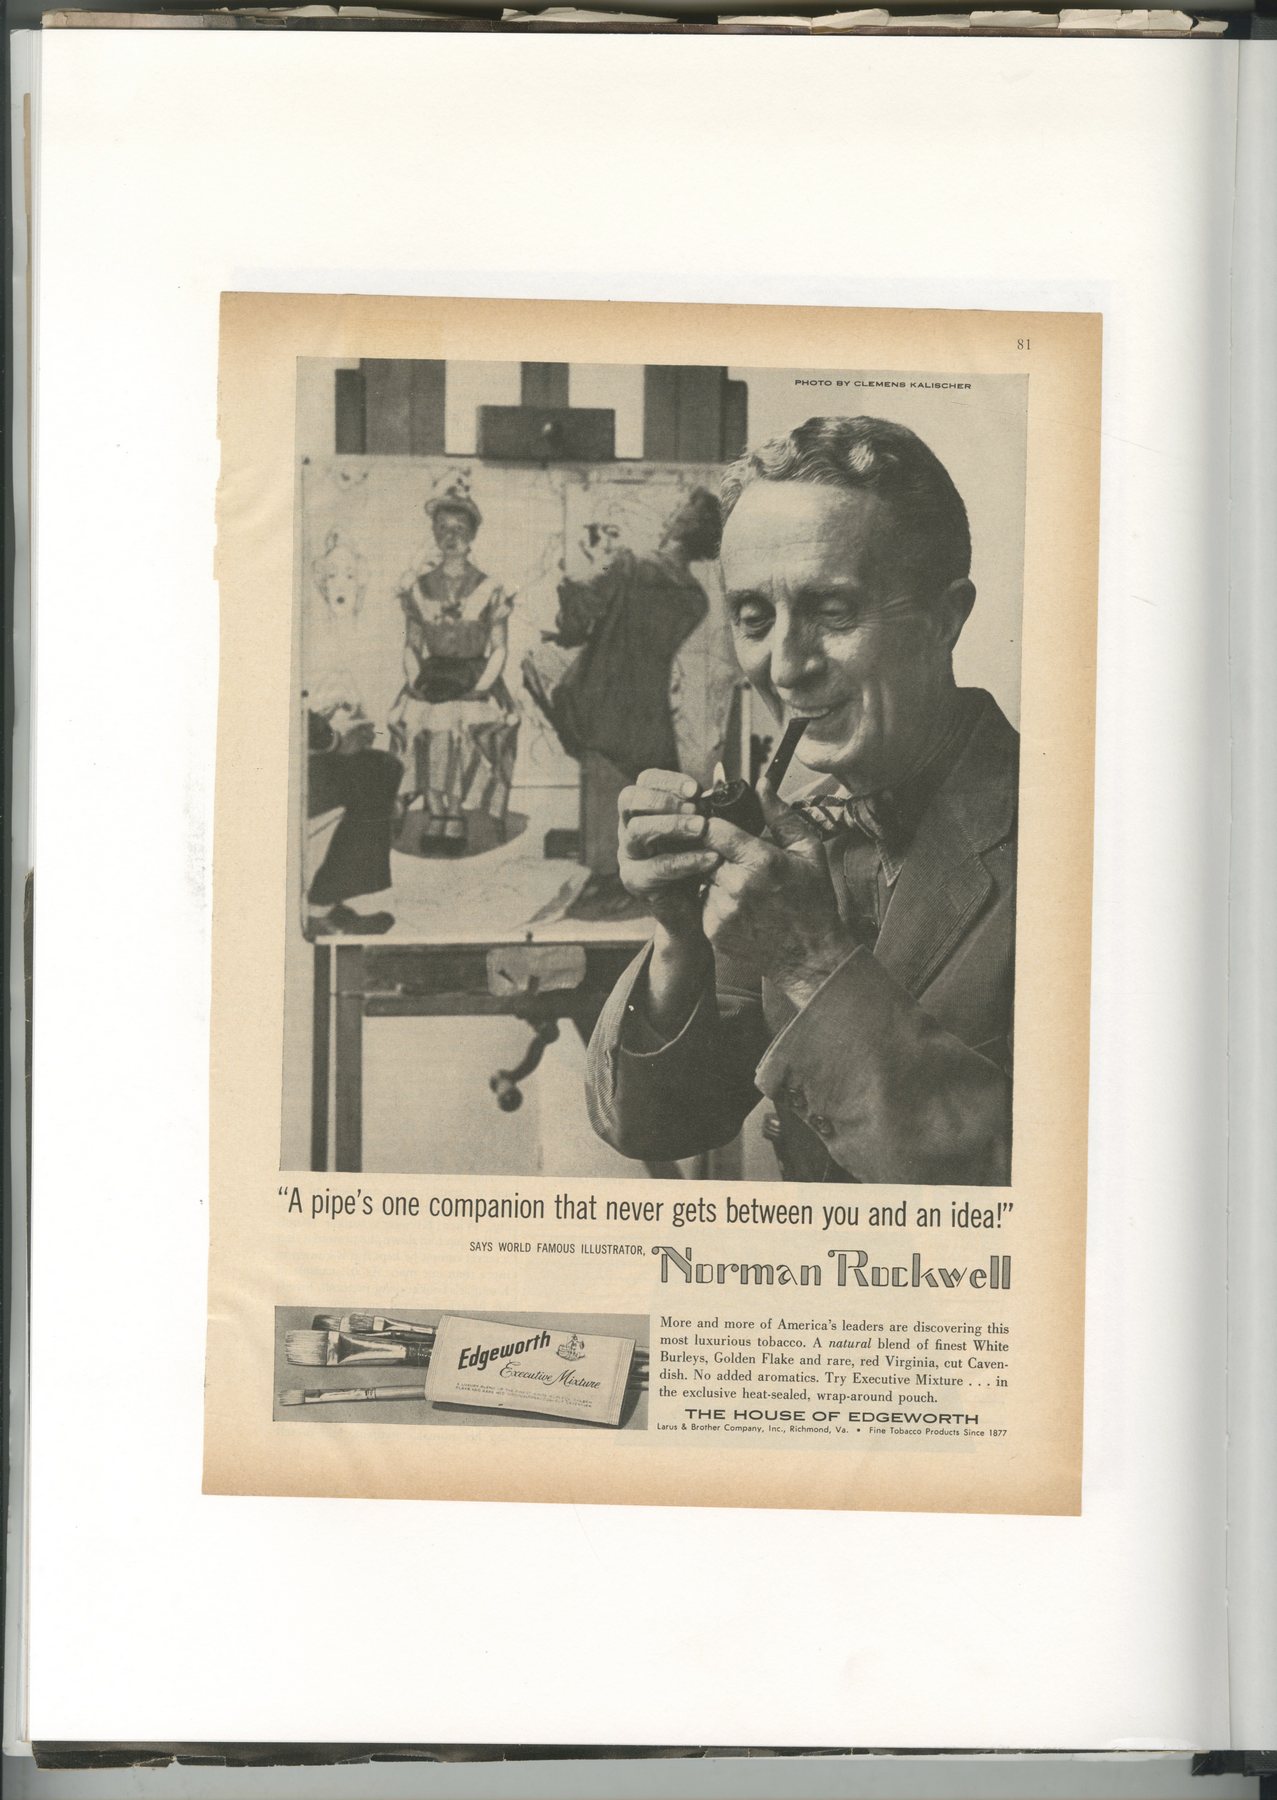 81
PHOTO BY CLEMENS KALISCHER
“A pipe’s one companion that never gets between you and an idea!”
SAYS WORLD FAMOUS ILLUSTRATOR, Norman Rockwell
Edgeworth
Executive Mixture
More and more of America’s leaders are discovering this
most luxurious tobacco. A natural blend of finest White
Burleys, Golden Flake and rare, red Virginia, cut Caven-
dish. No added aromatics. Try Executive Mixture . . . in
the exclusive heat-sealed, wrap-around pouch.
THE HOUSE OF EDGEWORTH
Larus & Brother Company, Inc., Richmond, Va. • Fine Tobacco Products Since 1877